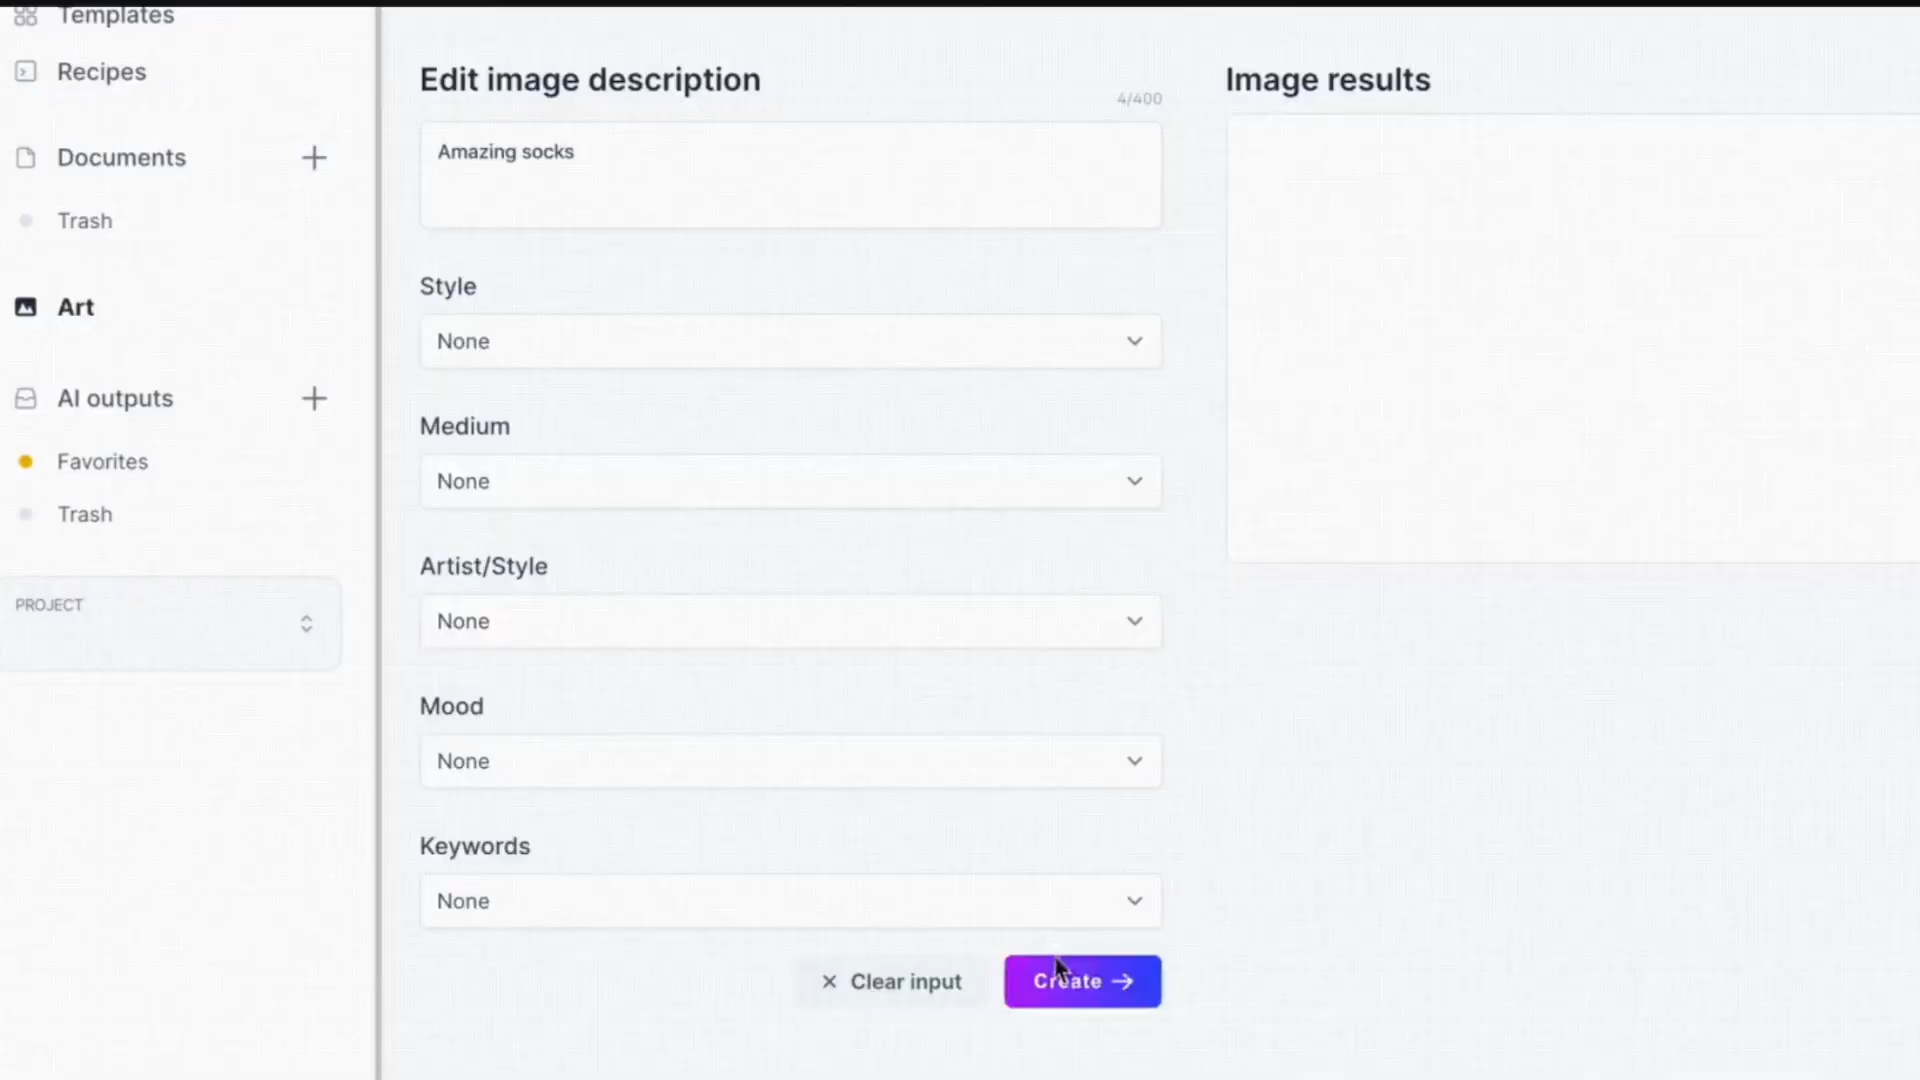 Templates
Recipes
Documents
Trash
Art
AI outputs
Favorites
Trash
PROJECT
Edit image description
4/400
Amazing socks
Style
None
Medium
None
Artist/Style
None
Mood
None
Keywords
None
Clear input
Create
Image results